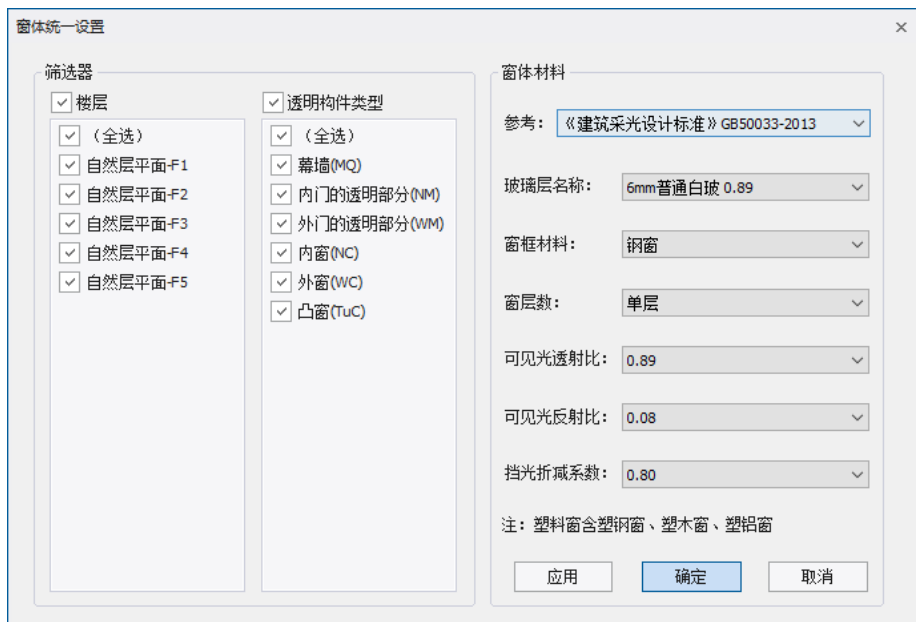 窗体统一设置
筛选器
楼层
(全选)
自然层平面-F1
自然层平面-F2
自然层平面-F3
自然层平面-F4
自然层平面-F5
透明构件类型
(全选)
幕墙(MQ)
内门的透明部分(NM)
外门的透明部分(WM)
内窗(NC)
外窗(WC)
凸窗(TuC)
窗体材料
参考: 《建筑采光设计标准》GB50033-2013
玻璃层名称: 6mm普通白玻 0.89
窗框材料: 钢窗
窗层数: 单层
可见光透射比: 0.89
可见光反射比: 0.08
挡光折减系数: 0.80
注: 塑料窗含塑钢窗、塑木窗、塑铝窗
应用 确定 取消